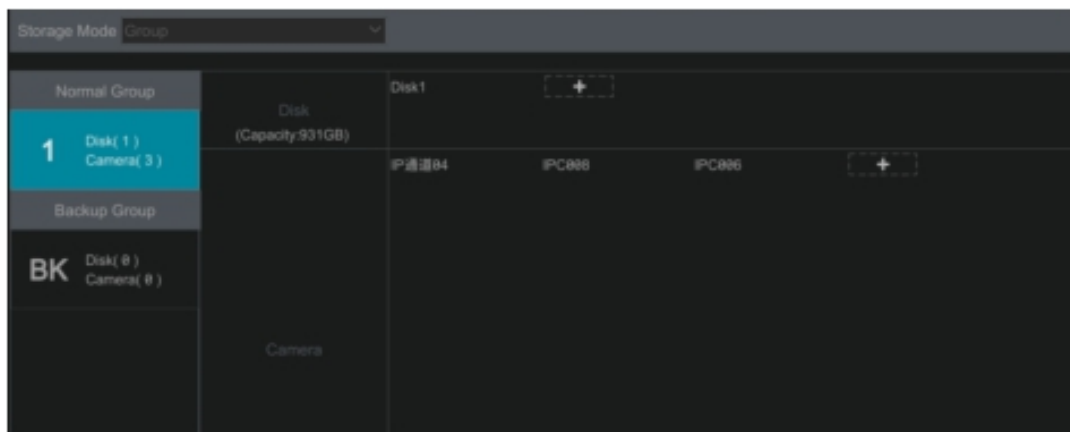 Storage Mode Group
Normal Group
1
Disk( 1 )
Camera( 3 )
Backup Group
BK
Disk( 0 )
Camera( 0 )
Disk
(Capacity:931GB)
Disk1 +
IP通道04 IPC008 IPC006 +
Camera